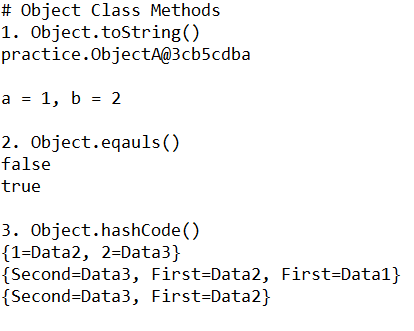 # Object Class Methods
1. Object.toString()
practice.ObjectA@3cb5cdba
a = 1, b = 2
2. Object.eqauls()
false
true
3. Object.hashCode()
{1=Data2, 2=Data3}
{Second=Data3, First=Data2, First=Data1}
{Second=Data3, First=Data2}